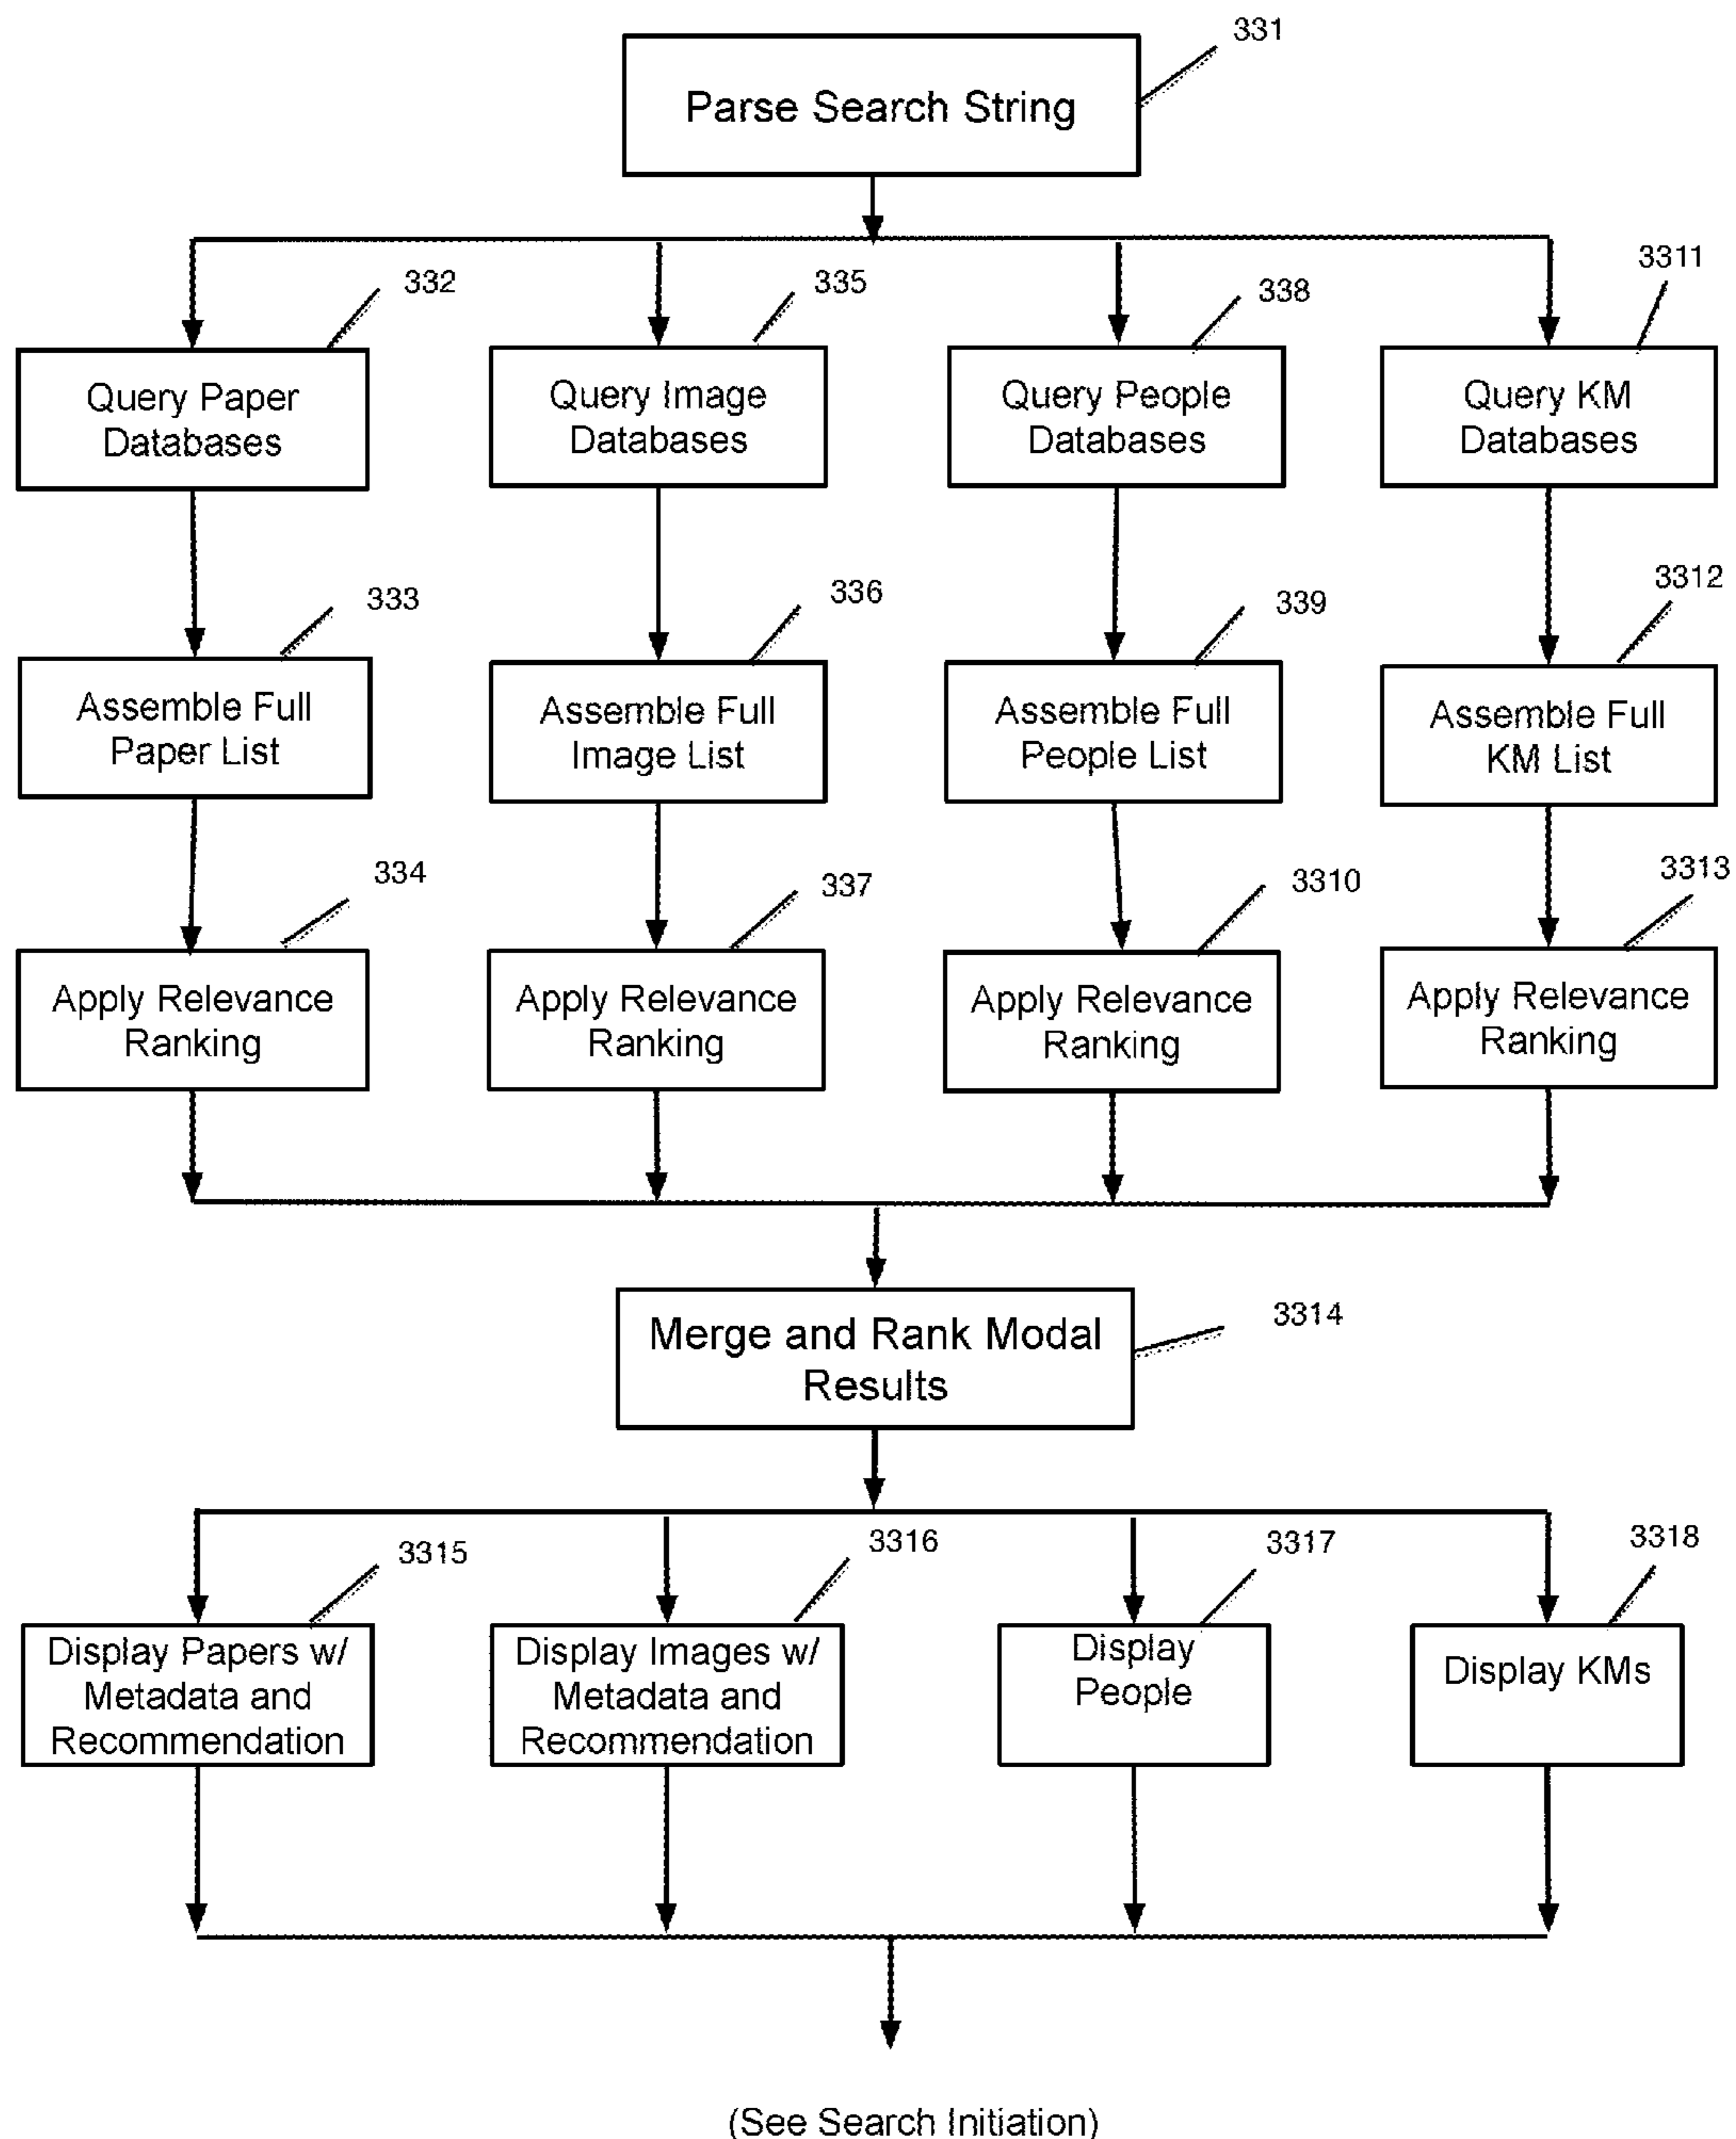 331
Parse Search String
332
335
338
3311
Query Paper
Databases
Query Image
Databases
Query People
Databases
Query KM
Databases
333
336
339
3312
Assemble Full
Paper List
Assemble Full
Image List
Assemble Full
People List
Assemble Full
KM List
334
337
3310
3313
Apply Relevance
Ranking
Apply Relevance
Ranking
Apply Relevance
Ranking
Apply Relevance
Ranking
3314
Merge and Rank Modal
Results
3315
3316
3317
3318
Display Papers w/
Metadata and
Recommendation
Display Images w/
Metadata and
Recommendation
Display
People
Display KMs
(See Search Initiation)